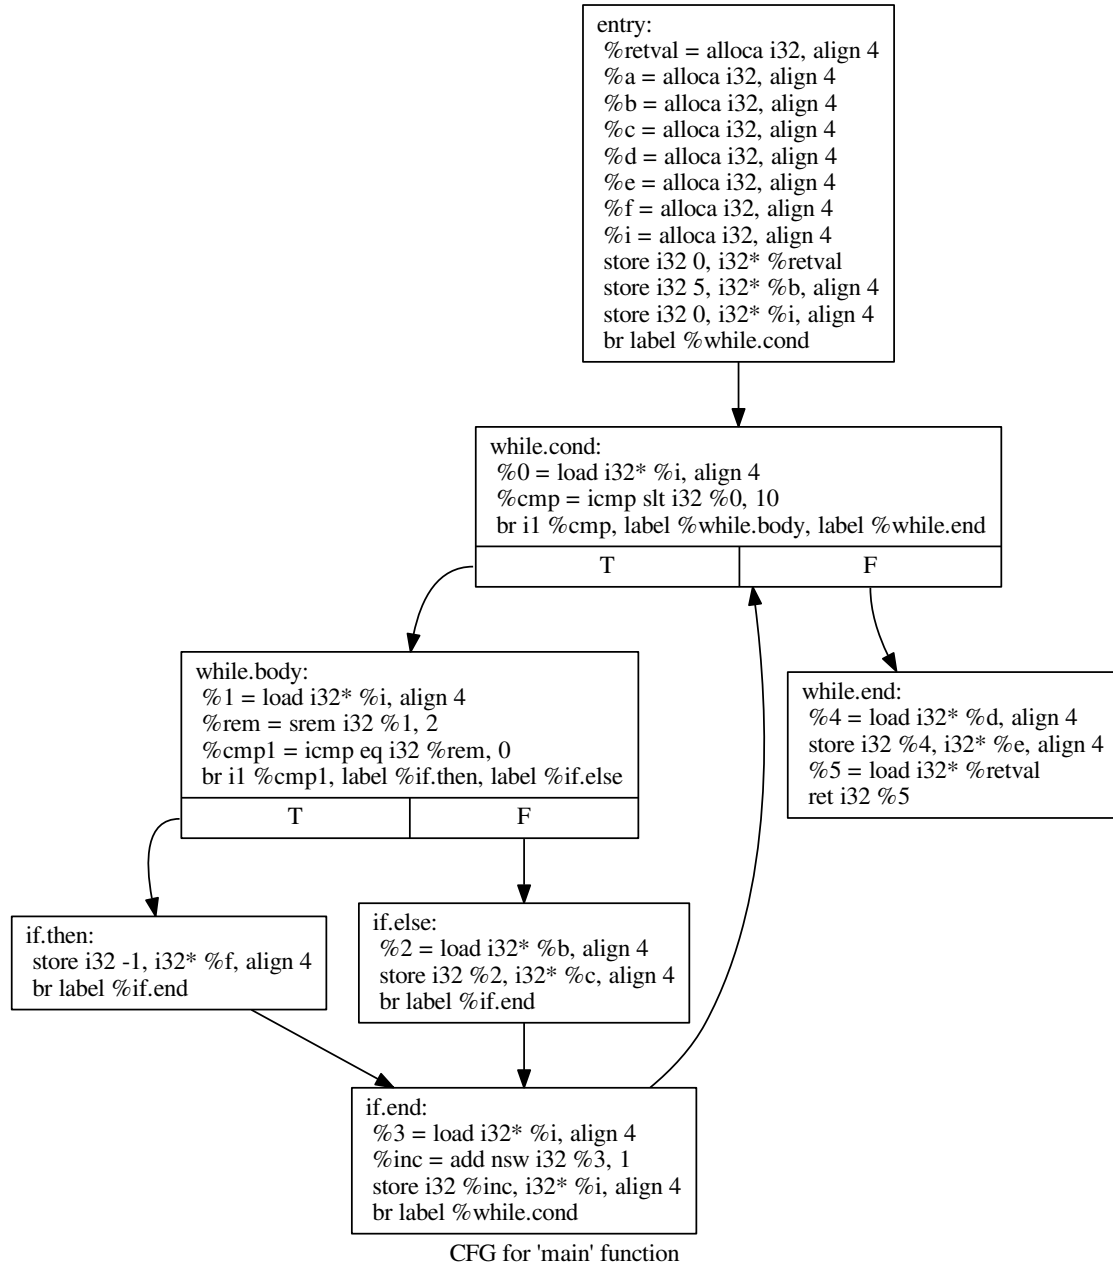 entry:
%retval = alloca i32, align 4
%a = alloca i32, align 4
%b = alloca i32, align 4
%c = alloca i32, align 4
%d = alloca i32, align 4
%e = alloca i32, align 4
%f = alloca i32, align 4
%i = alloca i32, align 4
store i32 0, i32* %retval
store i32 5, i32* %b, align 4
store i32 0, i32* %i, align 4
br label %while.cond
while.cond:
%0 = load i32* %i, align 4
%cmp = icmp slt i32 %0, 10
br i1 %cmp, label %while.body, label %while.end
T
F
while.body:
%1 = load i32* %i, align 4
%rem = srem i32 %1, 2
%cmp1 = icmp eq i32 %rem, 0
br i1 %cmp1, label %if.then, label %if.else
T
F
while.end:
%4 = load i32* %d, align 4
store i32 %4, i32* %e, align 4
%5 = load i32* %retval
ret i32 %5
if.then:
store i32 -1, i32* %f, align 4
br label %if.end
if.else:
%2 = load i32* %b, align 4
store i32 %2, i32* %c, align 4
br label %if.end
if.end:
%3 = load i32* %i, align 4
%inc = add nsw i32 %3, 1
store i32 %inc, i32* %i, align 4
br label %while.cond
CFG for 'main' function